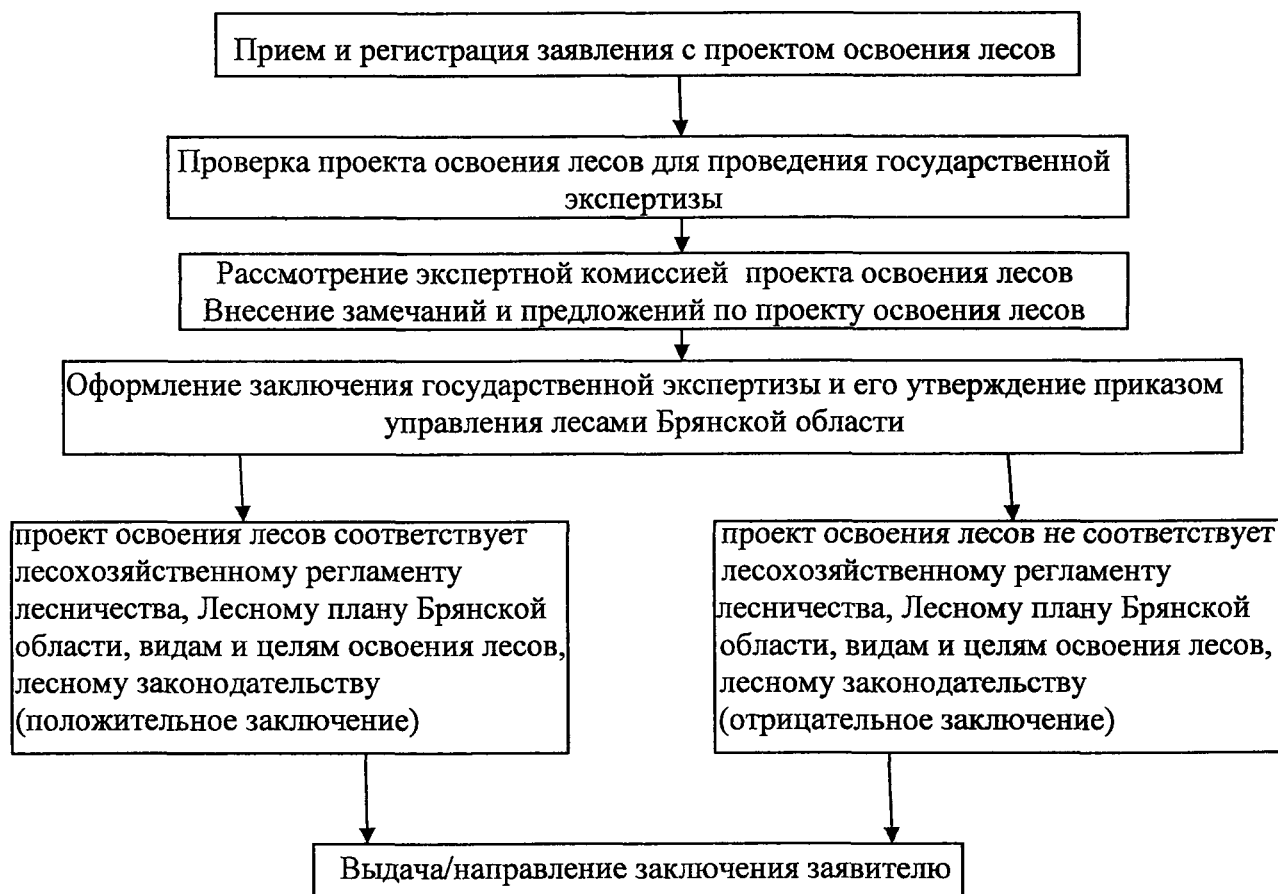 Прием и регистрация заявления с проектом освоения лесов
Проверка проекта освоения лесов для проведения государственной
экспертизы
Рассмотрение экспертной комиссией проекта освоения лесов
Внесение замечаний и предложений по проекту освоения лесов
Оформление заключения государственной экспертизы и его утверждение приказом
управления лесами Брянской области
проект освоения лесов соответствует
лесохозяйственному регламенту
лесничества, Лесному плану Брянской
области, видам и целям освоения лесов,
лесному законодательству
(положительное заключение)
проект освоения лесов не соответствует
лесохозяйственному регламенту
лесничества, Лесному плану Брянской
области, видам и целям освоения лесов,
лесному законодательству
(отрицательное заключение)
Выдача/направление заключения заявителю